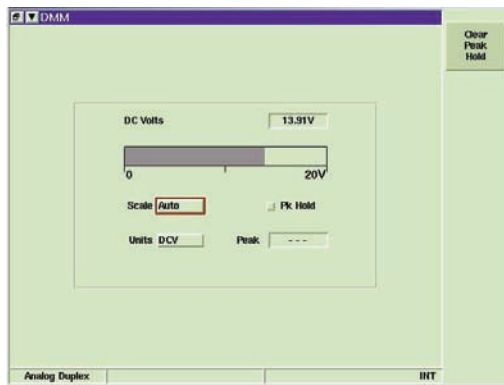 DMM
Clear
Peak
Hold
DC Volts 13.91V
0 20V
Scale Auto Pk Hold
Units DCV Peak ---
Analog Duplex INT